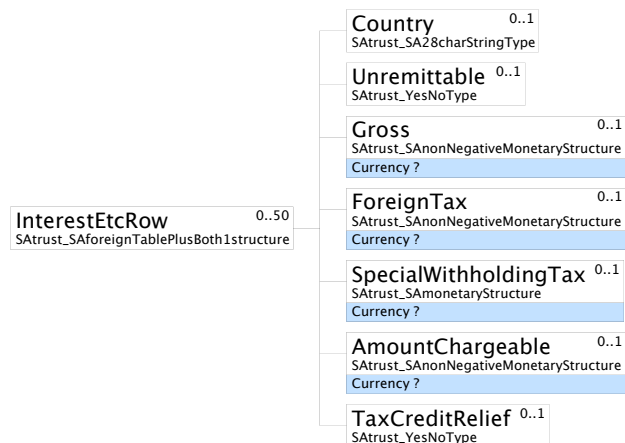 Country 0..1
SAtrust_SA28charStringType
Unremittable 0..1
SAtrust_YesNoType
Gross 0..1
SAtrust_SAnonNegativeMonetaryStructure
Currency ?
InterestEtcRow 0..50
SAtrust_SAforeignTablePlusBoth1structure
ForeignTax 0..1
SAtrust_SAnonNegativeMonetaryStructure
Currency ?
SpecialWithholdingTax 0..1
SAtrust_SAmonetaryStructure
Currency ?
AmountChargeable 0..1
SAtrust_SAnonNegativeMonetaryStructure
Currency ?
TaxCreditRelief 0..1
SAtrust_YesNoType